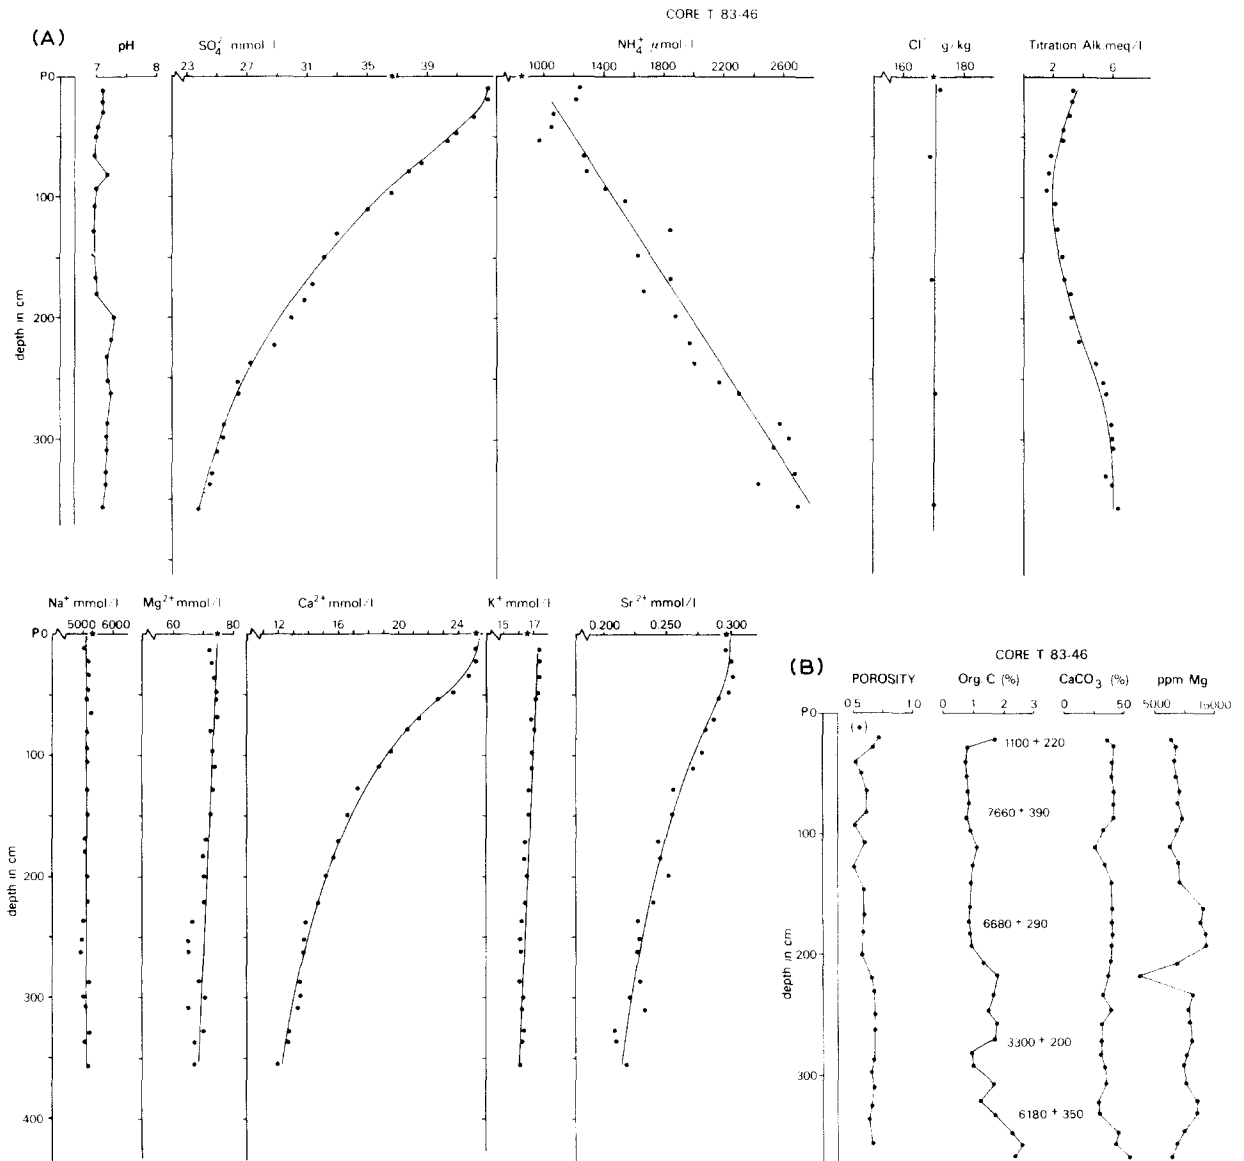 CORE T 83-46
(A)
pH
SO₄²⁻ mmol·l
NH₄⁺ µmol·l
Cl⁻ g/kg
Titration Alk.meq/l
7 8
23 27 31 35 39
1000 1400 1800 2200 2600
160 180
2 6
P0
100
200
300
depth in cm
Na⁺ mmol/l
Mg²⁺ mmol/l
Ca²⁺ mmol/l
K⁺ mmol/l
Sr²⁺ mmol/l
5000 6000
60 80
12 16 20 24
15 17
0.200 0.250 0.300
P0
100
200
300
400
depth in cm
(B)
CORE T 83-46
POROSITY
Org. C (%)
CaCO₃ (%)
ppm Mg
0.5 1.0
0 1 2 3
0 50
5000 15000
P0
100
200
300
depth in cm
1100 + 220
7660 + 390
6680 + 290
3300 + 200
6180 + 350